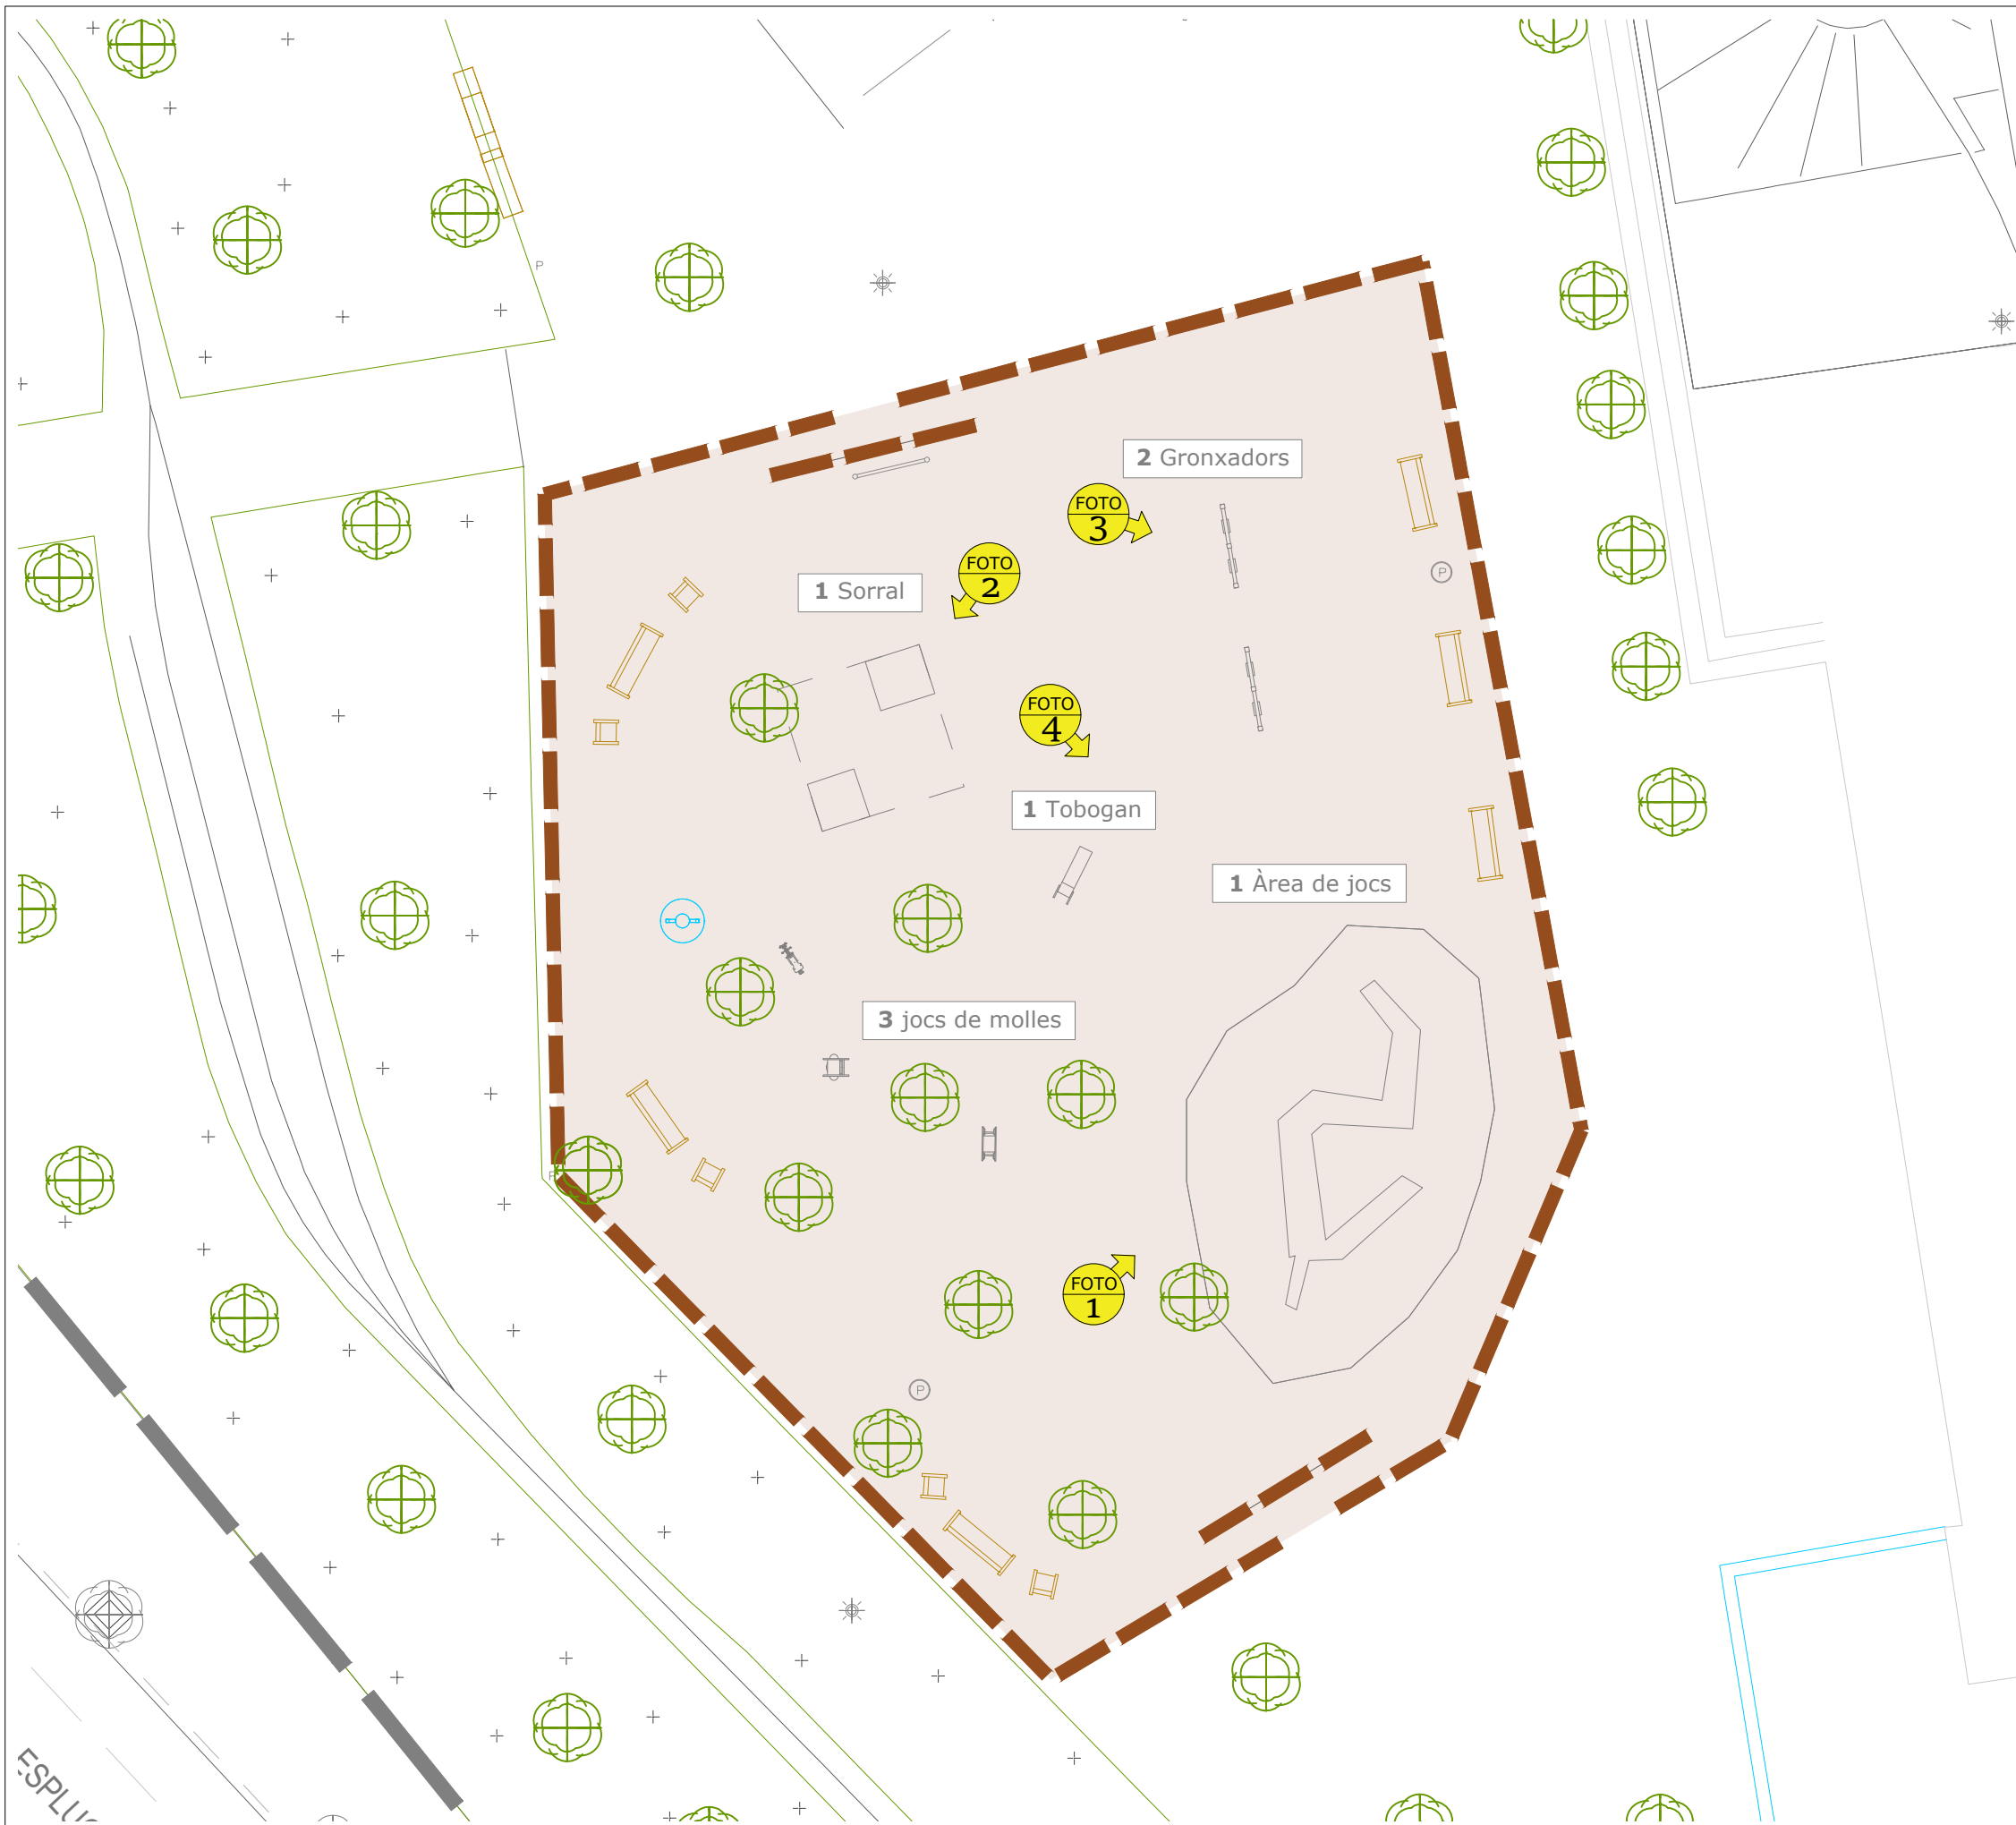 P
2 Gronxadors
FOTO
3
FOTO
2
1 Sorral
P
FOTO
4
1 Tobogan
1 Àrea de jocs
3 jocs de molles
P
FOTO
1
P